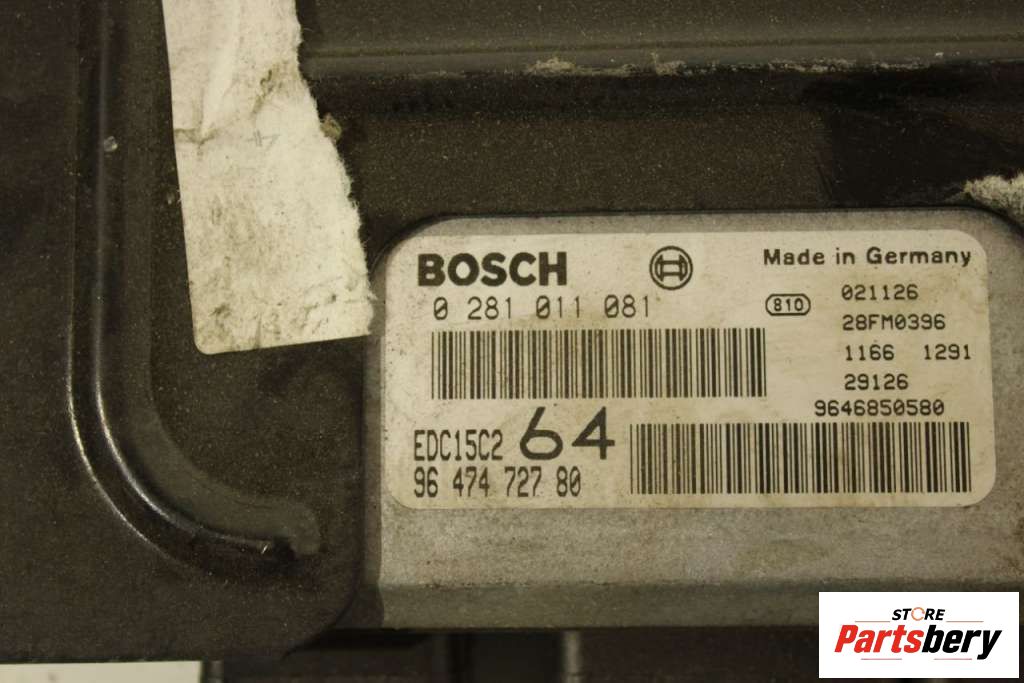 BOSCH
Made in Germany
0 281 011 081
810
021126
28FM0396
1166 1291
29126
9646850580
EDC15C2 64
96 474 727 80
STORE
Partsbery